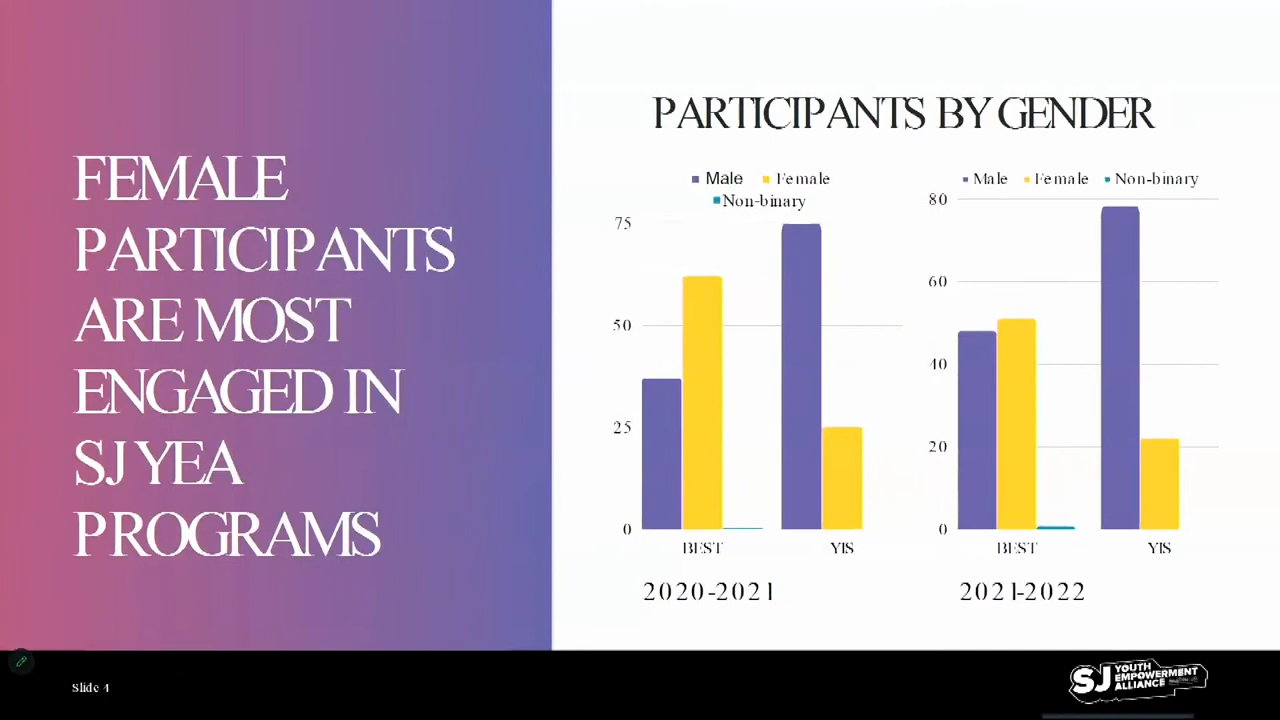 FEMALE
PARTICIPANTS
ARE MOST
ENGAGED IN
SJ YEA
PROGRAMS
PARTICIPANTS BY GENDER
Male Female
Non-binary
75
50
25
0
BEST YIS
2020-2021
Male Female Non-binary
80
60
40
20
0
BEST YIS
2021-2022
Slide 4
SJ YOUTH
EMPOWERMENT
ALLIANCE